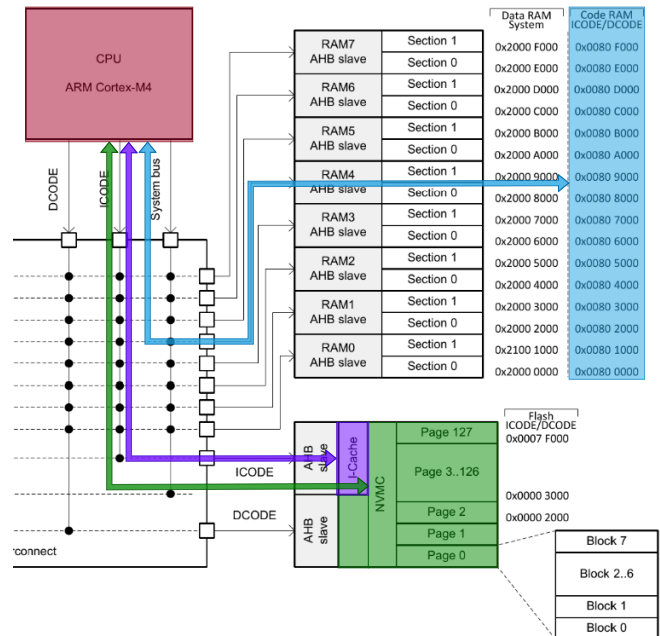 CPU
ARM Cortex-M4
DCODE
ICODE
System bus
rconnect
ICODE
DCODE
RAM7
AHB slave
Section 1
Section 0
RAM6
AHB slave
Section 1
Section 0
RAM5
AHB slave
Section 1
Section 0
RAM4
AHB slave
Section 1
Section 0
RAM3
AHB slave
Section 1
Section 0
RAM2
AHB slave
Section 1
Section 0
RAM1
AHB slave
Section 1
Section 0
RAM0
AHB slave
Section 1
Section 0
Data RAM
System
0x2000 F000
0x2000 E000
0x2000 D000
0x2000 C000
0x2000 B000
0x2000 A000
0x2000 9000
0x2000 8000
0x2000 7000
0x2000 6000
0x2000 5000
0x2000 4000
0x2000 3000
0x2000 2000
0x2100 1000
0x2000 0000
Code RAM
ICODE/DCODE
0x0080 F000
0x0080 E000
0x0080 D000
0x0080 C000
0x0080 B000
0x0080 A000
0x0080 9000
0x0080 8000
0x0080 7000
0x0080 6000
0x0080 5000
0x0080 4000
0x0080 3000
0x0080 2000
0x0080 1000
0x0080 0000
AHB
slave
AHB
slave
I-Cache
NVMC
Page 127
Page 3..126
Page 2
Page 1
Page 0
Flash
ICODE/DCODE
0x0007 F000
0x0000 3000
0x0000 2000
Block 7
Block 2..6
Block 1
Block 0